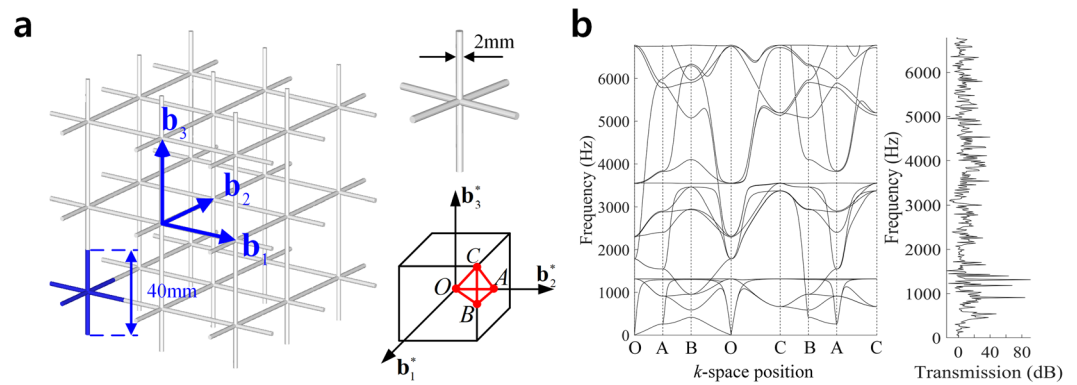 a
b₃
b₂
b₁
40mm
2mm
b₃*
C
O
A
b₂*
B
b₁*
b
Frequency (Hz)
6000
5000
4000
3000
2000
1000
0
O A B O C B A C
k-space position
Frequency (Hz)
6000
5000
4000
3000
2000
1000
0
0 40 80
Transmission (dB)